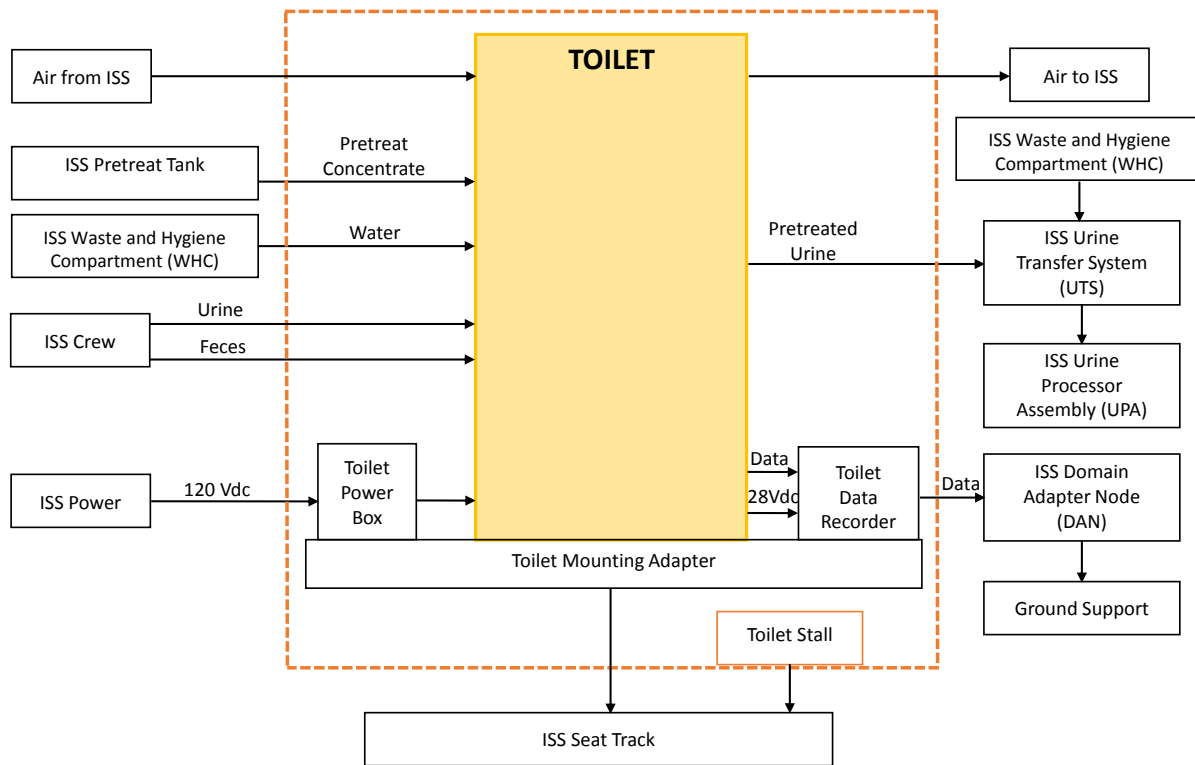 TOILET
Air from ISS
Air to ISS
ISS Pretreat Tank
Pretreat
Concentrate
ISS Waste and Hygiene
Compartment (WHC)
ISS Waste and Hygiene
Compartment (WHC)
Water
Pretreated
Urine
ISS Urine
Transfer System
(UTS)
ISS Crew
Urine
Feces
ISS Urine
Processor
Assembly (UPA)
ISS Power
120 Vdc
Toilet
Power
Box
Data
28Vdc
Toilet
Data
Recorder
Data
ISS Domain
Adapter Node
(DAN)
Toilet Mounting Adapter
Ground Support
Toilet Stall
ISS Seat Track